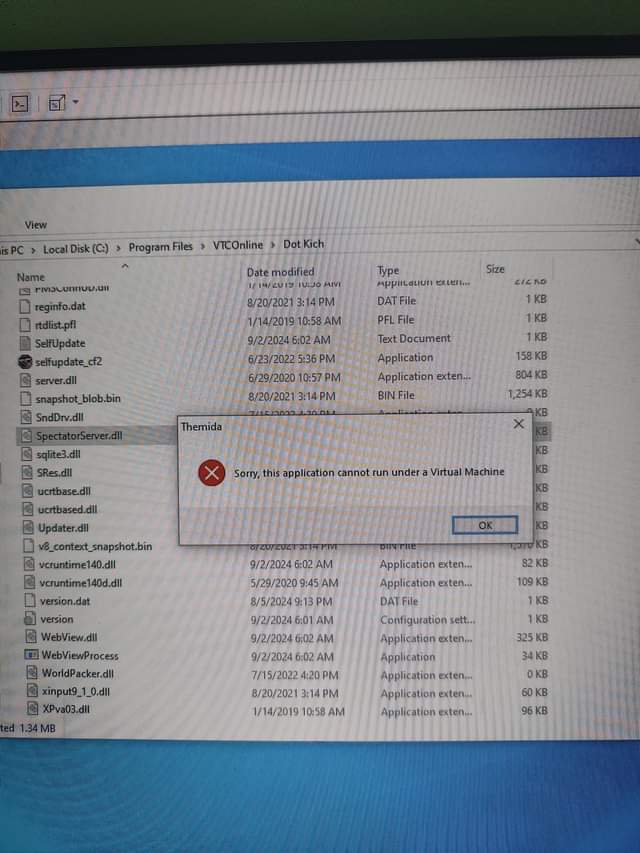 View
his PC > Local Disk (C:) > Program Files > VTCOnline > Dot Kich
Name Date modified Type Size
1/14/2019 10:58 AM Application exten... 272 KB
reginfo.dat 8/20/2021 3:14 PM DAT File 1 KB
rtdlist.pfl 1/14/2019 10:58 AM PFL File 1 KB
SelfUpdate 9/2/2024 6:02 AM Text Document 1 KB
selfupdate_cf2 6/23/2022 5:36 PM Application 158 KB
server.dll 6/29/2020 10:57 PM Application exten... 804 KB
snapshot_blob.bin 8/20/2021 3:14 PM BIN File 1,254 KB
SndDrv.dll 7/15/2022 4:20 PM Application exten... 0 KB
SpectatorServer.dll KB
sqlite3.dll KB
SRes.dll KB
ucrtbase.dll KB
ucrtbased.dll KB
Updater.dll KB
Themida
Sorry, this application cannot run under a Virtual Machine
OK
v8_context_snapshot.bin 8/20/2021 3:14 PM BIN File KB
vcruntime140.dll 9/2/2024 6:02 AM Application exten... 82 KB
vcruntime140d.dll 5/29/2020 9:45 AM Application exten... 109 KB
version.dat 8/5/2024 9:13 PM DAT File 1 KB
version 9/2/2024 6:01 AM Configuration sett... 1 KB
WebView.dll 9/2/2024 6:02 AM Application exten... 325 KB
WebViewProcess 9/2/2024 6:02 AM Application 34 KB
WorldPacker.dll 7/15/2022 4:20 PM Application exten... 0 KB
xinput9_1_0.dll 8/20/2021 3:14 PM Application exten... 60 KB
XPva03.dll 1/14/2019 10:58 AM Application exten... 96 KB
ted 1.34 MB